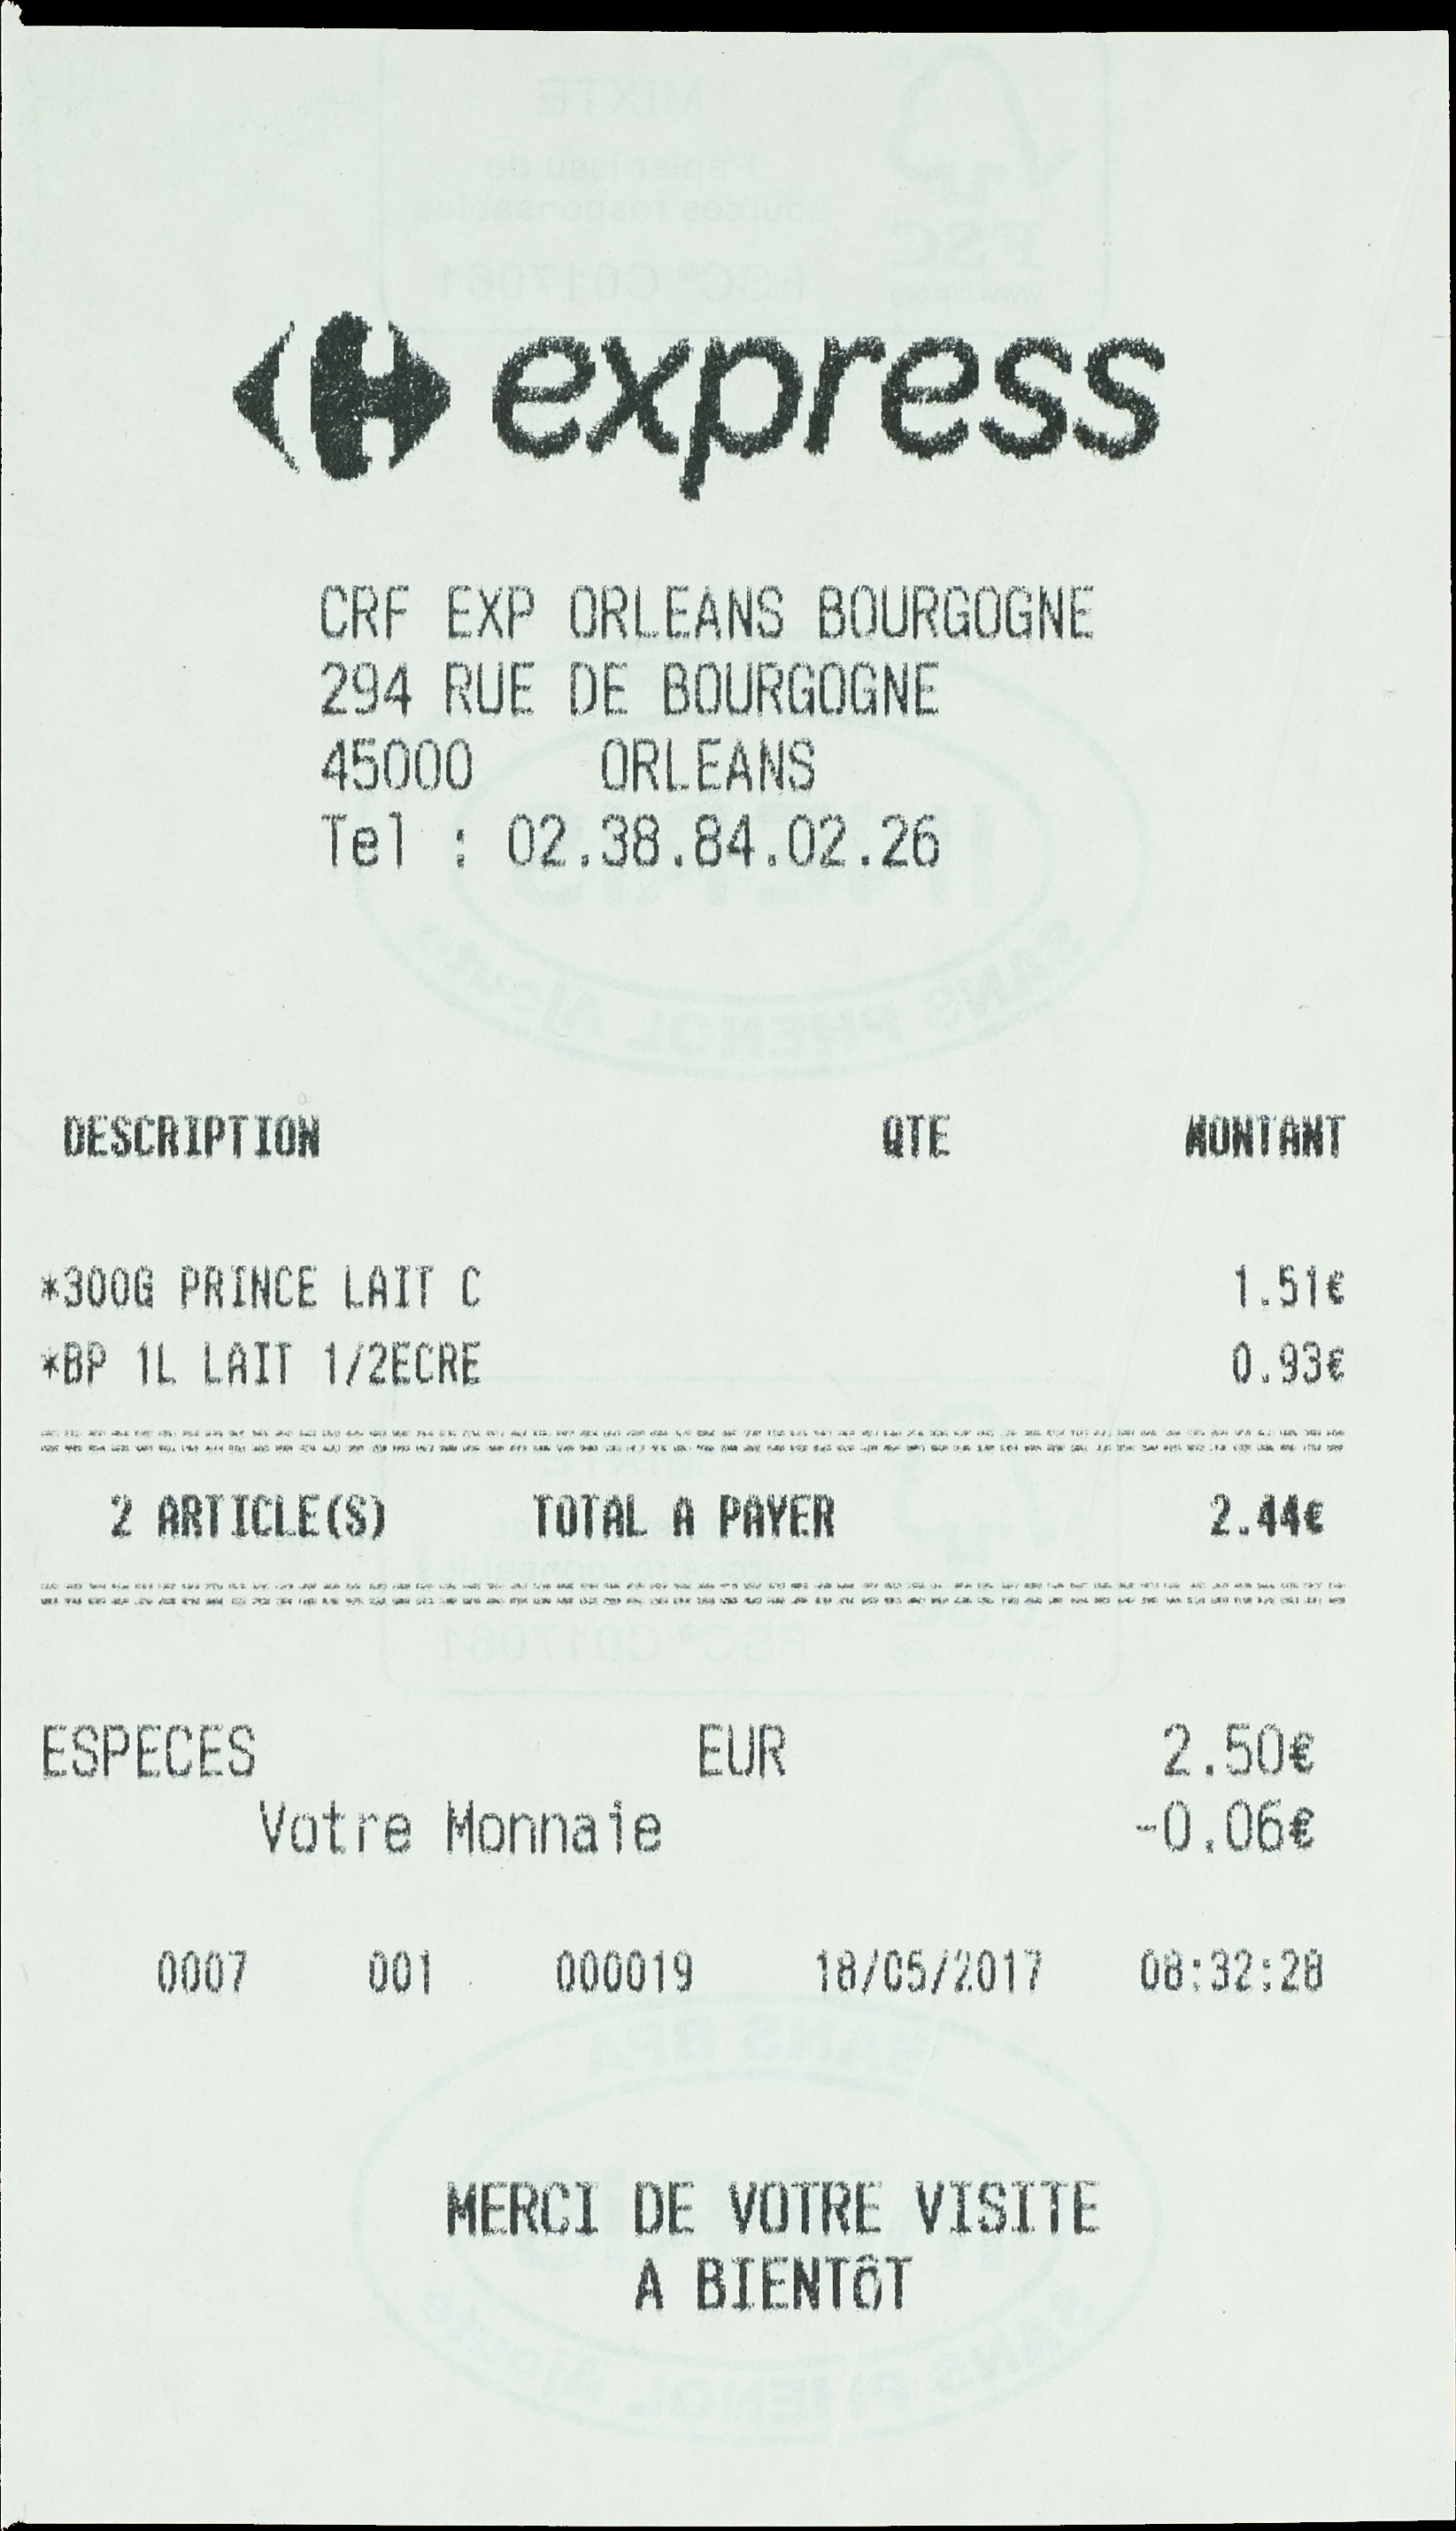 express
CRF EXP ORLEANS BOURGOGNE
294 RUE DE BOURGOGNE
45000 ORLEANS
Tel : 02.38.84.02.26
DESCRIPTION QTE MONTANT
*300G PRINCE LAIT C 1.51€
*BP 1L LAIT 1/2ECRE 0.93€
2 ARTICLE(S) TOTAL A PAYER 2.44€
ESPECES EUR 2.50€
Votre Monnaie -0.06€
0007 001 000019 18/05/2017 08:32:28
MERCI DE VOTRE VISITE
A BIENTôT